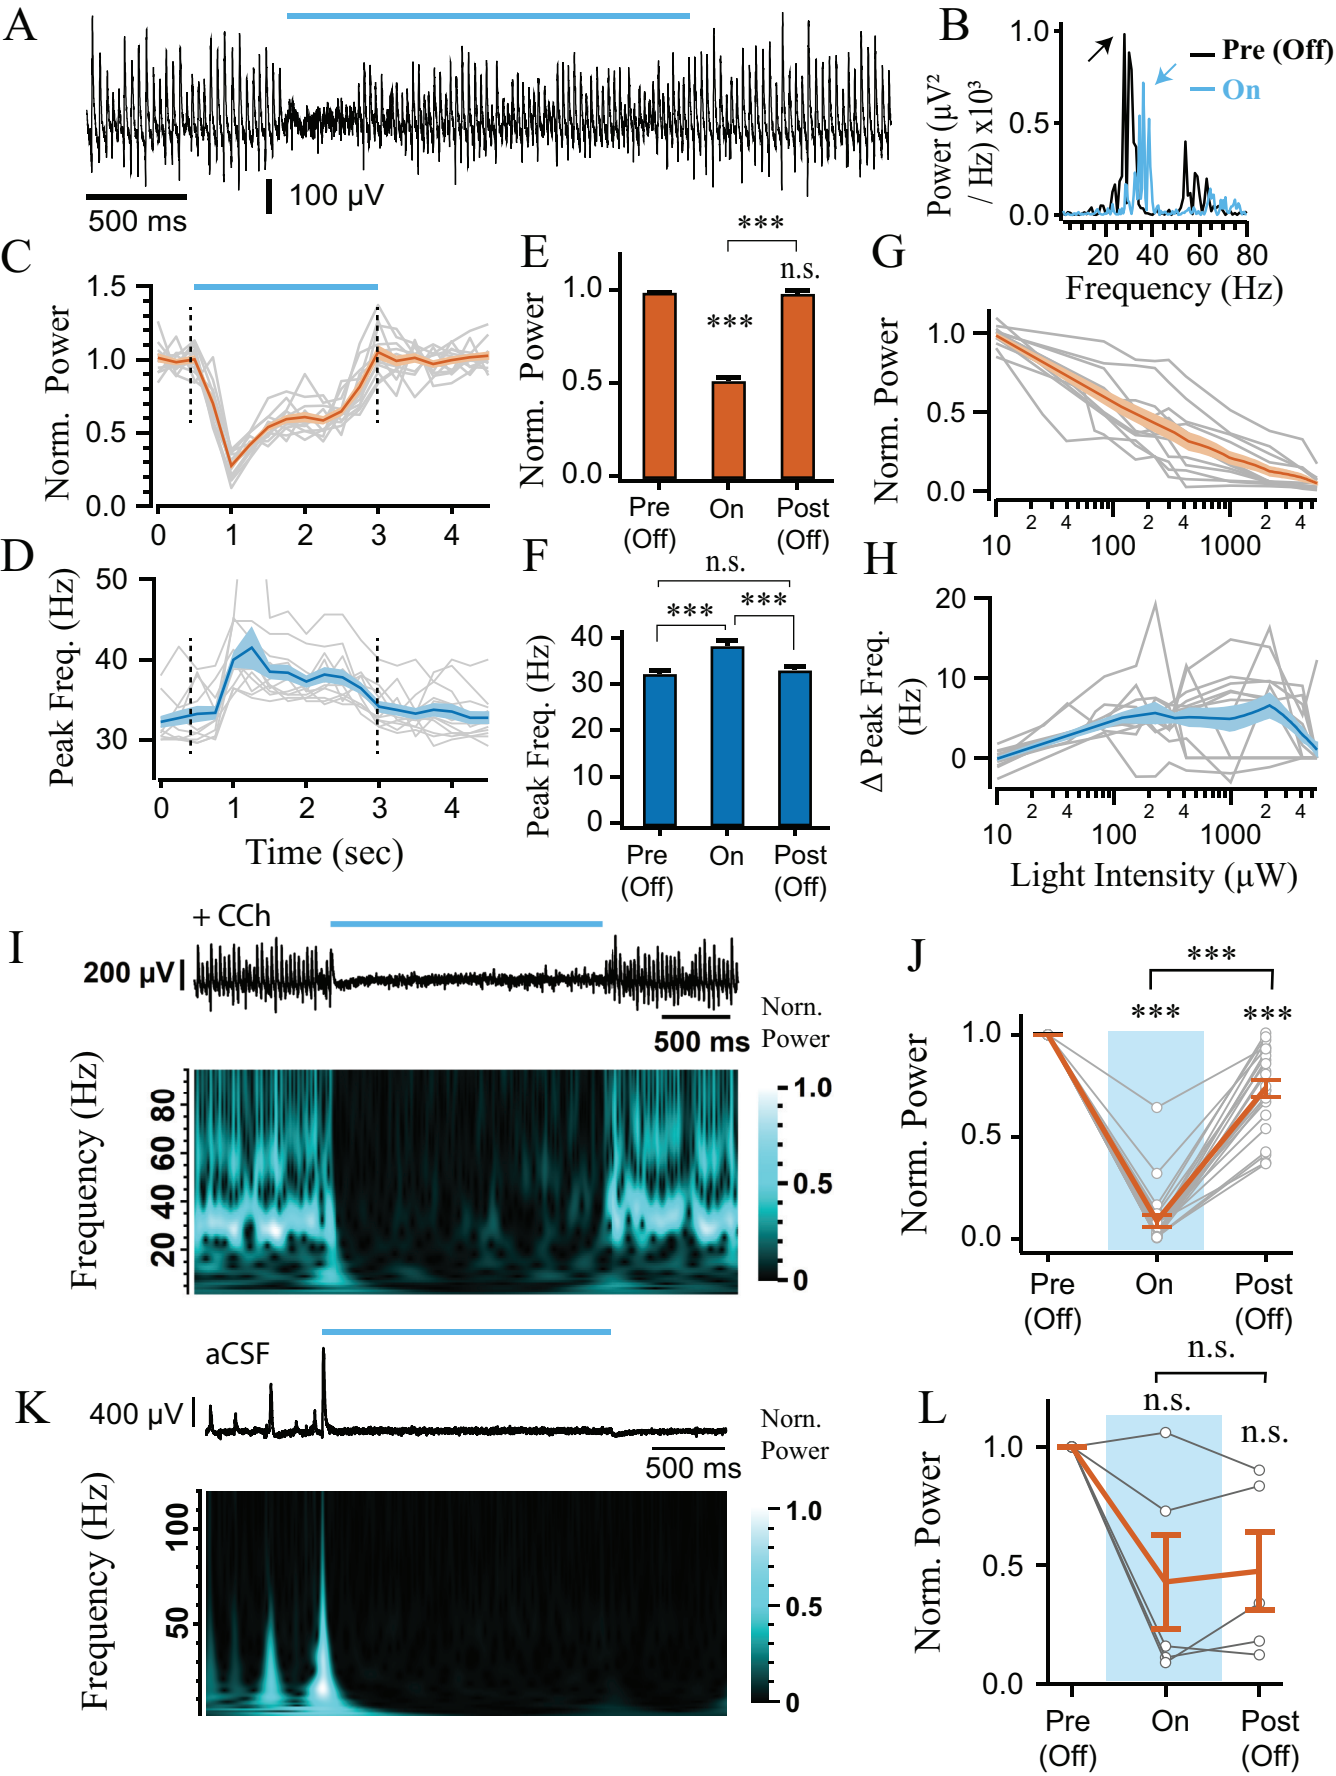 A
500 ms
100 µV
B
Power (µV²
/ Hz) x10³
1.0
0.5
0.0
Pre (Off)
On
20 40 60 80
Frequency (Hz)
C
Norm. Power
1.5
1.0
0.5
0.0
0 1 2 3 4
D
Peak Freq. (Hz)
50
40
30
0 1 2 3 4
Time (sec)
E
Norm. Power
1.0
0.5
0.0
***
n.s.
***
Pre
(Off)
On
Post
(Off)
F
Peak Freq. (Hz)
40
30
20
10
0
n.s.
*** ***
Pre
(Off)
On
Post
(Off)
G
Norm. Power
1.0
0.5
0.0
2 4 2 4 2 4
10 100 1000
H
Δ Peak Freq.
(Hz)
20
10
0
2 4 2 4 2 4
10 100 1000
Light Intensity (µW)
I
+ CCh
200 µV
500 ms
Norn.
Power
Frequency (Hz)
80
60
40
20
1.0
0.5
0
J
Norm. Power
***
*** ***
1.0
0.5
0.0
Pre
(Off)
On
Post
(Off)
K
aCSF
400 µV
500 ms
Norn.
Power
Frequency (Hz)
100
50
1.0
0.5
0
L
Norm. Power
n.s.
n.s.
n.s.
1.0
0.5
0.0
Pre
(Off)
On
Post
(Off)